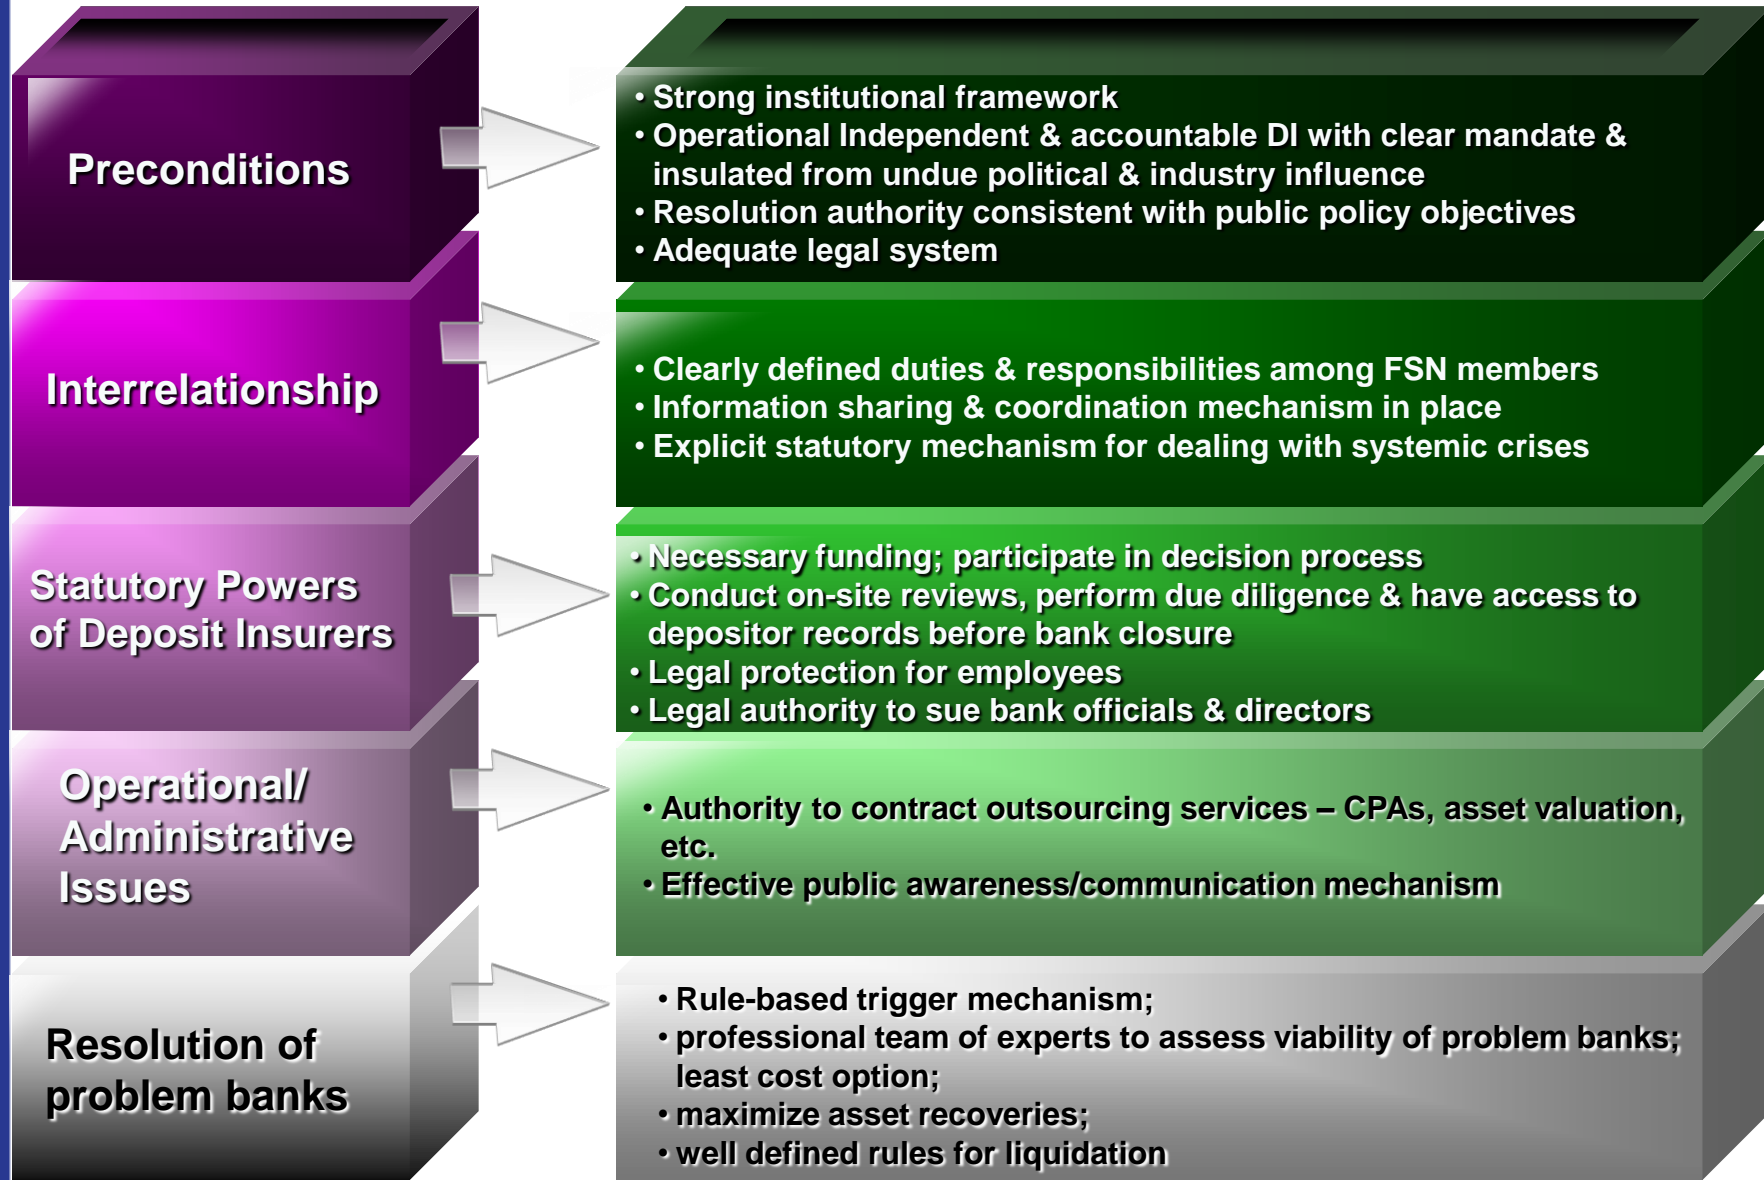 Preconditions
• Strong institutional framework
• Operational Independent & accountable DI with clear mandate &
insulated from undue political & industry influence
• Resolution authority consistent with public policy objectives
• Adequate legal system
Interrelationship
• Clearly defined duties & responsibilities among FSN members
• Information sharing & coordination mechanism in place
• Explicit statutory mechanism for dealing with systemic crises
Statutory Powers
of Deposit Insurers
• Necessary funding; participate in decision process
• Conduct on-site reviews, perform due diligence & have access to
depositor records before bank closure
• Legal protection for employees
• Legal authority to sue bank officials & directors
Operational/
Administrative
Issues
• Authority to contract outsourcing services – CPAs, asset valuation,
etc.
• Effective public awareness/communication mechanism
Resolution of
problem banks
• Rule-based trigger mechanism;
• professional team of experts to assess viability of problem banks;
least cost option;
• maximize asset recoveries;
• well defined rules for liquidation